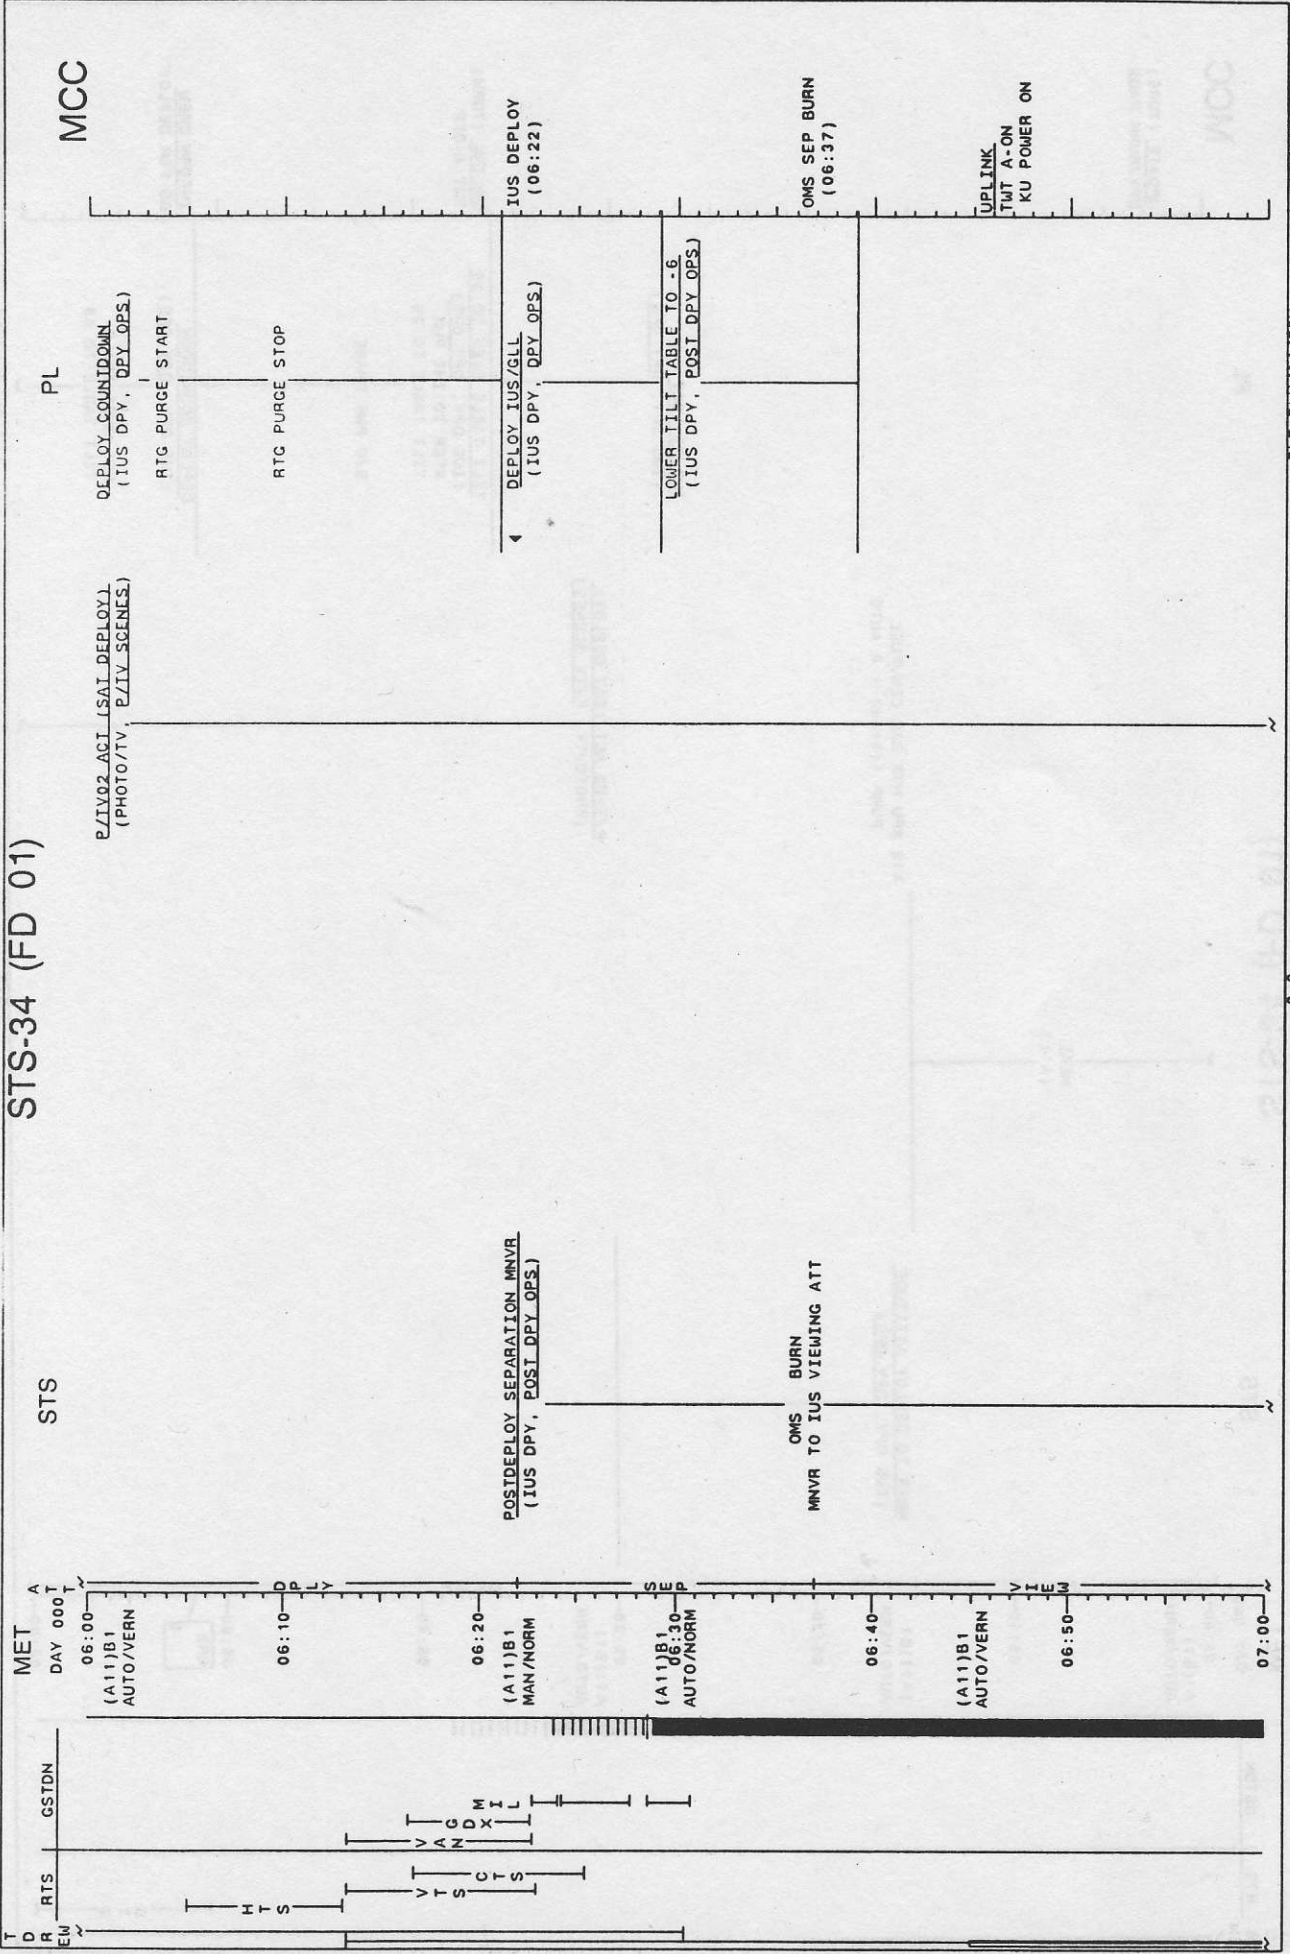 STS-34 (FD 01)
T
D
R
EW
RTS
GSTDN
MET
DAY 000
A
T
T
STS
PL
MCC
06:00
06:10
06:20
06:30
06:40
06:50
07:00
(A11)B1
AUTO/VERN
(A11)B1
MAN/NORM
(A11)B1
AUTO/NORM
(A11)B1
AUTO/VERN
HTS
VTS
CTS
VAN
GDX
MIL
DPLY
SEP
VIEW
POSTDEPLOY SEPARATION MNVR
(IUS DPY, POST DPY OPS)
OMS BURN
MNVR TO IUS VIEWING ATT
P/TV02 ACT (SAT DEPLOY)
(PHOTO/TV, P/TV SCENES)
DEPLOY COUNTDOWN
(IUS DPY, DPY OPS)
RTG PURGE START
RTG PURGE STOP
DEPLOY IUS/GLL
(IUS DPY, DPY OPS)
LOWER TILT TABLE TO -6
(IUS DPY, POST DPY OPS)
IUS DEPLOY
(06:22)
OMS SEP BURN
(06:37)
UPLINK
TWT A-ON
KU POWER ON